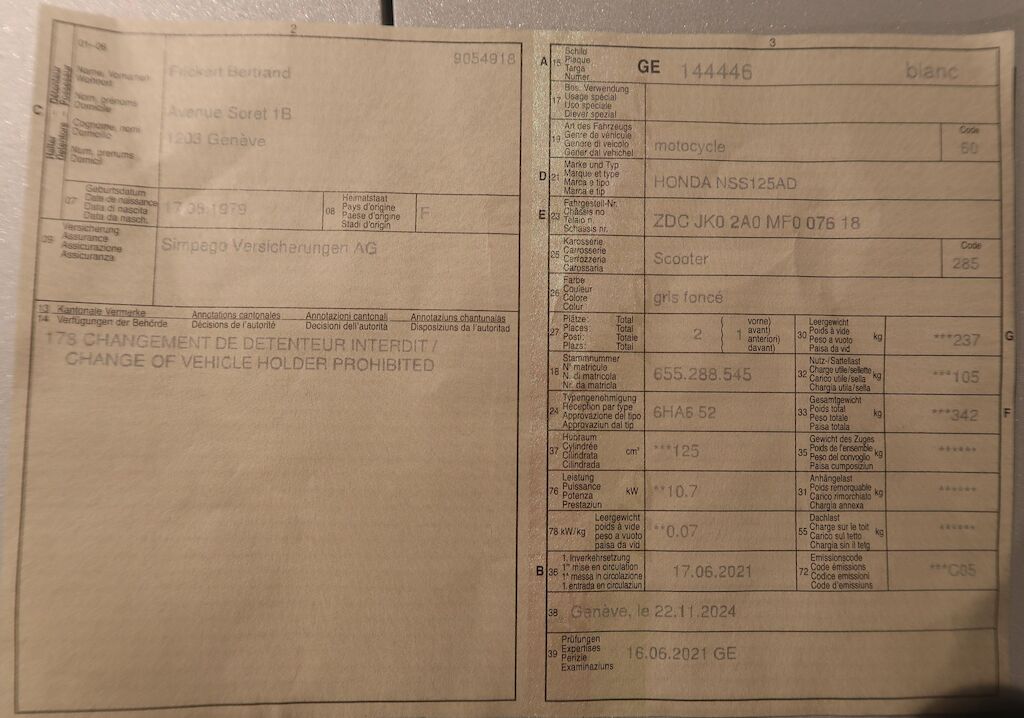 2
01–26
9054918
C
Halter Détenteur
Detentore Possessur
Name, Vornamen
Wohnort
Nom, prénoms
Domicile
Cognome, nomi
Domicilio
Num, prenums
Domicil
Frickert Bertrand
Avenue Soret 1B
1203 Genève
07
Geburtsdatum
Date de naissance
Data di nascita
Data da nasch.
17.08.1979
08
Heimatstaat
Pays d'origine
Paese d'origine
Stadi d'origin
F
09
Versicherung
Assurance
Assicurazione
Assicuranza
Simpego Versicherungen AG
13 Kantonale Vermerke Annotations cantonales Annotazioni cantonali Annotaziuns chantunalas
14 Verfügungen der Behörde Décisions de l'autorité Decisioni dell'autorità Disposiziuns da l'autoritad
178 CHANGEMENT DE DETENTEUR INTERDIT /
CHANGE OF VEHICLE HOLDER PROHIBITED
3
A 15
Schild
Plaque
Targa
Numer
GE 144446 blanc
17
Bes. Verwendung
Usage spécial
Uso speciale
Diever spezial
19
Art des Fahrzeugs
Genre de véhicule
Genere di veicolo
Gener dal vehichel
motocycle
Code
60
D 21
Marke und Typ
Marque et type
Marca e tipo
Marca e tip
HONDA NSS125AD
E 23
Fahrgestell-Nr.
Châssis no
Telaio n.
Schassis nr.
ZDC JK0 2A0 MF0 076 18
25
Karosserie
Carrosserie
Carrozzeria
Carossaria
Scooter
Code
285
26
Farbe
Couleur
Colore
Colur
gris foncé
27
Plätze: Total
Places: Total
Posti: Totale
Plazs: Total
2 ( 1
vorne)
avant)
anteriori)
davant)
30
Leergewicht
Poids à vide
Peso a vuoto
Paisa da vid
kg
***237
G
18
Stammnummer
N° matricule
N. di matricola
Nr. da matricla
655.288.545
32
Nutz-/Sattellast
Charge utile/sellette
Carico utile/sella
Chargia utila/sella
kg
***105
24
Typengenehmigung
Réception par type
Approvazione del tipo
Approvaziun dal tip
6HA6 52
33
Gesamtgewicht
Poids total
Peso totale
Paisa totala
kg
***342
F
37
Hubraum
Cylindrée
Cilindrata
Cilindrada
cm³
***125
35
Gewicht des Zuges
Poids de l'ensemble
Peso del convoglio
Paisa cumposiziun
kg
******
76
Leistung
Puissance
Potenza
Prestaziun
kW
**10.7
31
Anhängelast
Poids remorquable
Carico rimorchiato
Chargia annexa
kg
******
78 kW/kg
Leergewicht
poids à vide
peso a vuoto
paisa da vid
**0.07
55
Dachlast
Charge sur le toit
Carico sul tetto
Chargia sin il tetg
kg
******
B 36
1. Inverkehrsetzung
1re mise en circulation
1a messa in circolazione
1. entrada en circulaziun
17.06.2021
72
Emissionscode
Code émissions
Codice emissioni
Code d'emissiuns
***C05
38
Genève, le 22.11.2024
39
Prüfungen
Expertises
Perizie
Examinaziuns
16.06.2021 GE